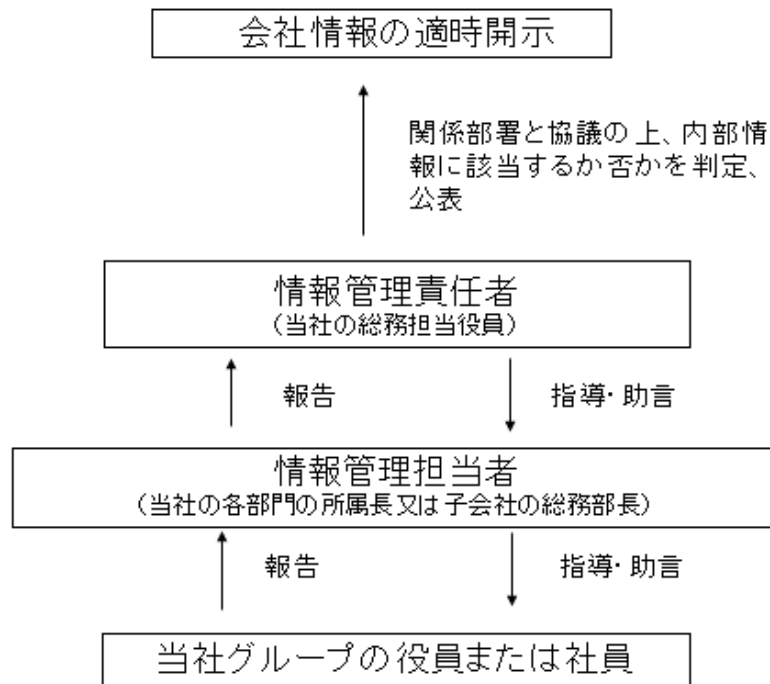 会社情報の適時開示
関係部署と協議の上、内部情
報に該当するか否かを判定、
公表
情報管理責任者
（当社の総務担当役員）
報告
指導・助言
情報管理担当者
（当社の各部門の所属長又は子会社の総務部長）
報告
指導・助言
当社グループの役員または社員